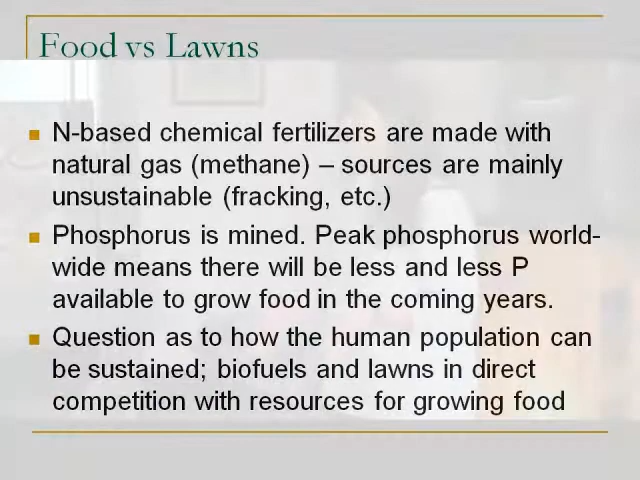 Food vs Lawns
N-based chemical fertilizers are made with
natural gas (methane) – sources are mainly
unsustainable (fracking, etc.)
Phosphorus is mined. Peak phosphorus world-
wide means there will be less and less P
available to grow food in the coming years.
Question as to how the human population can
be sustained; biofuels and lawns in direct
competition with resources for growing food